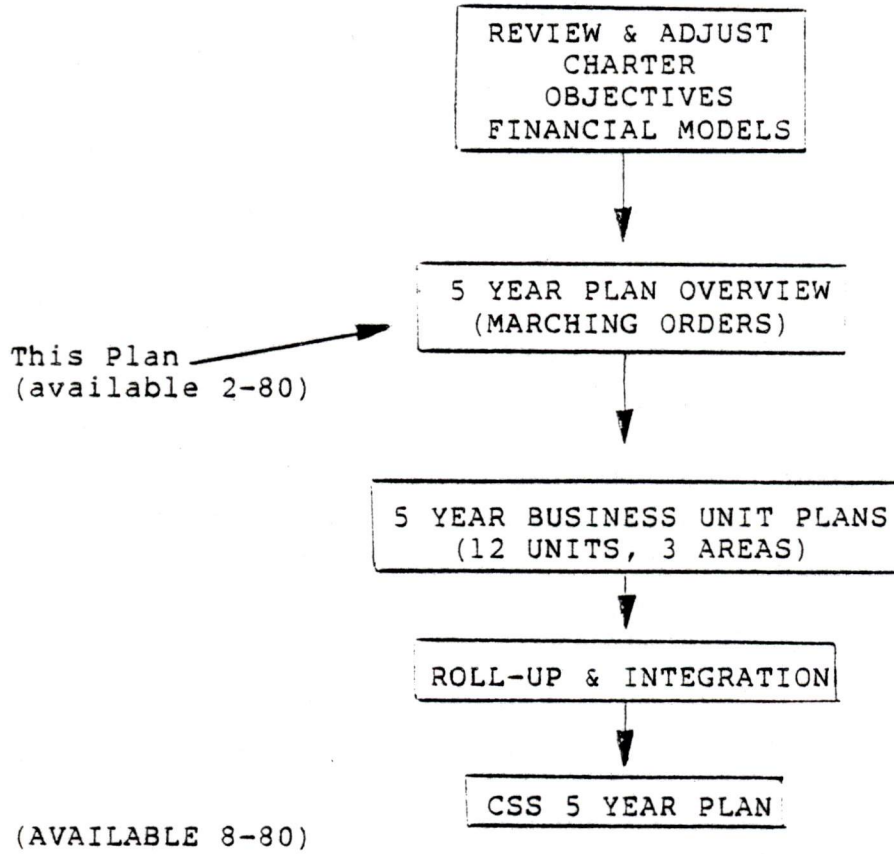 REVIEW & ADJUST
CHARTER
OBJECTIVES
FINANCIAL MODELS
5 YEAR PLAN OVERVIEW
(MARCHING ORDERS)
This Plan
(available 2-80)
5 YEAR BUSINESS UNIT PLANS
(12 UNITS, 3 AREAS)
ROLL-UP & INTEGRATION
CSS 5 YEAR PLAN
(AVAILABLE 8-80)